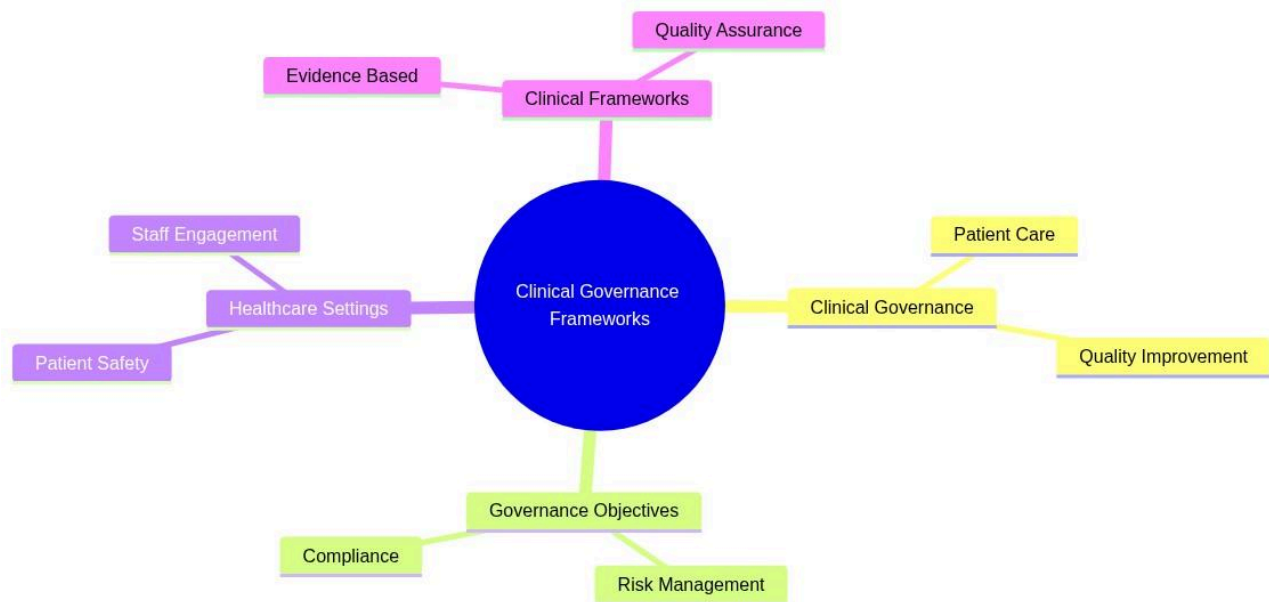 Quality Assurance
Evidence Based
Clinical Frameworks
Staff Engagement
Healthcare Settings
Patient Safety
Clinical Governance
Frameworks
Patient Care
Clinical Governance
Quality Improvement
Governance Objectives
Compliance
Risk Management